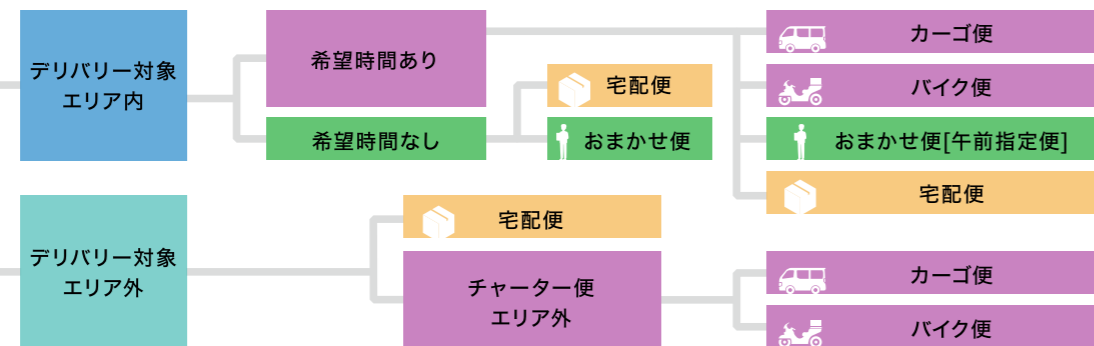 デリバリー対象
エリア内
希望時間あり
希望時間なし
宅配便
おまかせ便
カーゴ便
バイク便
おまかせ便[午前指定便]
宅配便
デリバリー対象
エリア外
宅配便
チャーター便
エリア外
カーゴ便
バイク便